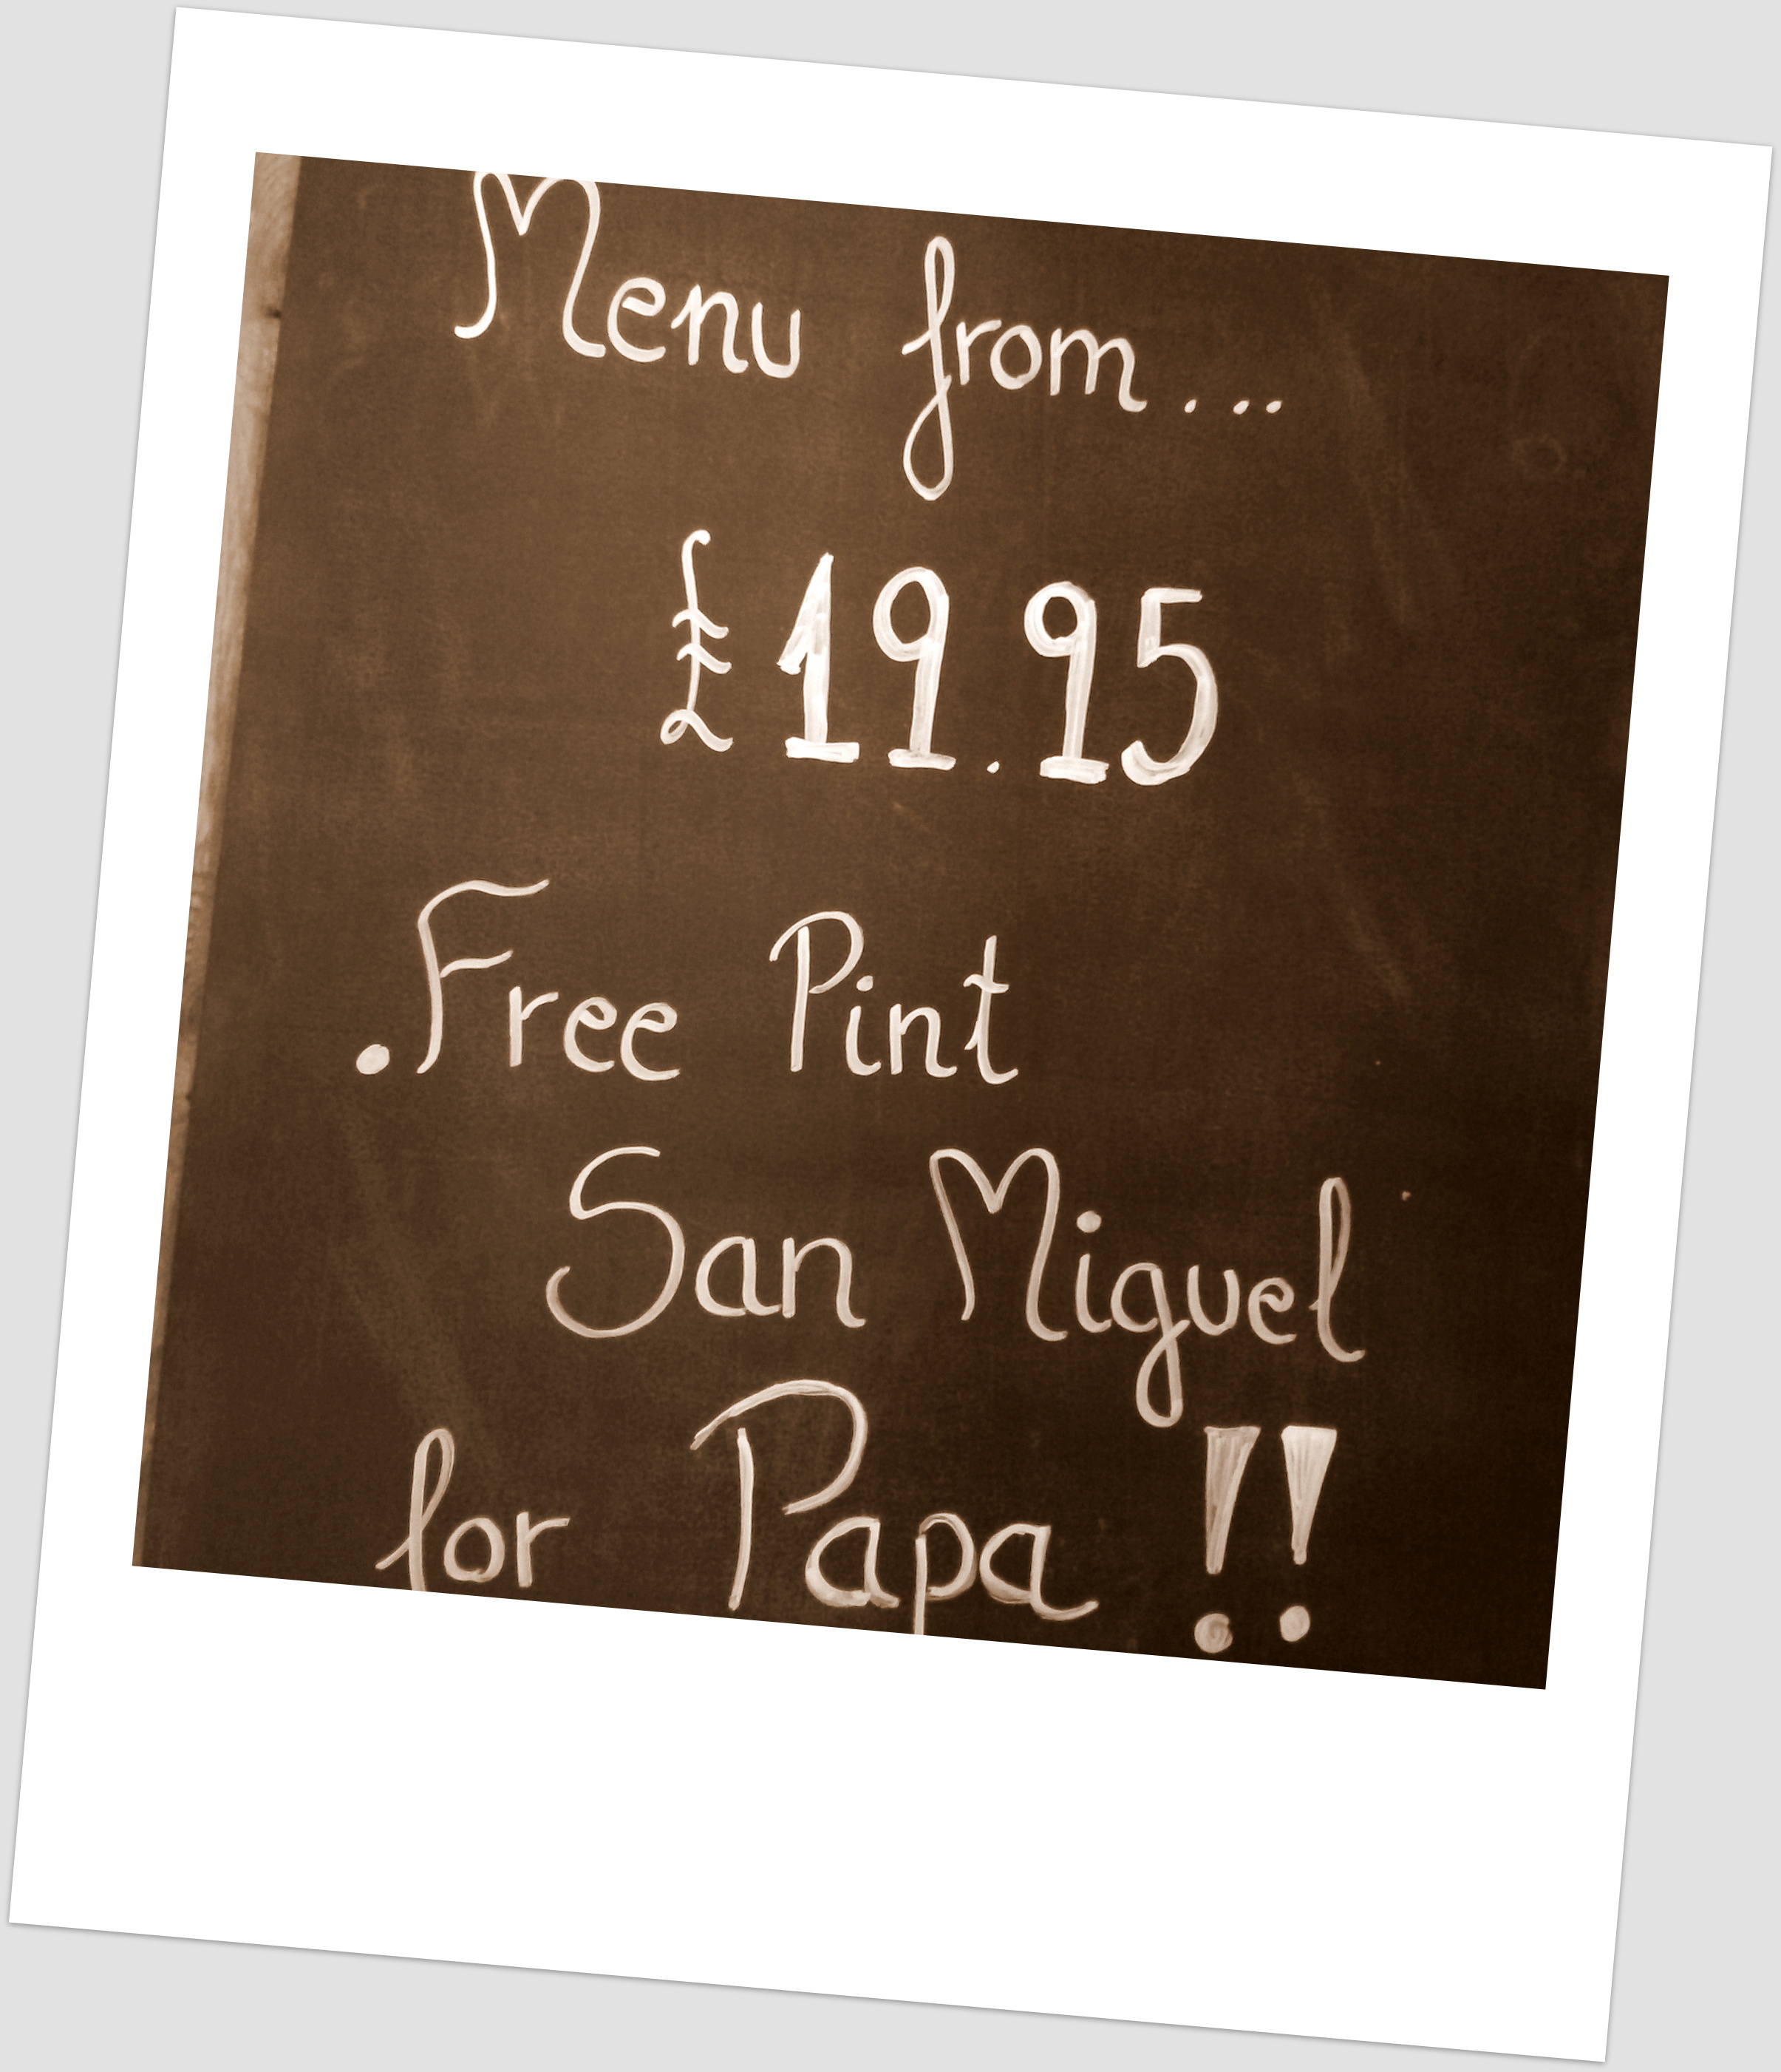 Menu from...
£19.95
.Free Pint
San Miguel
for Papa !!